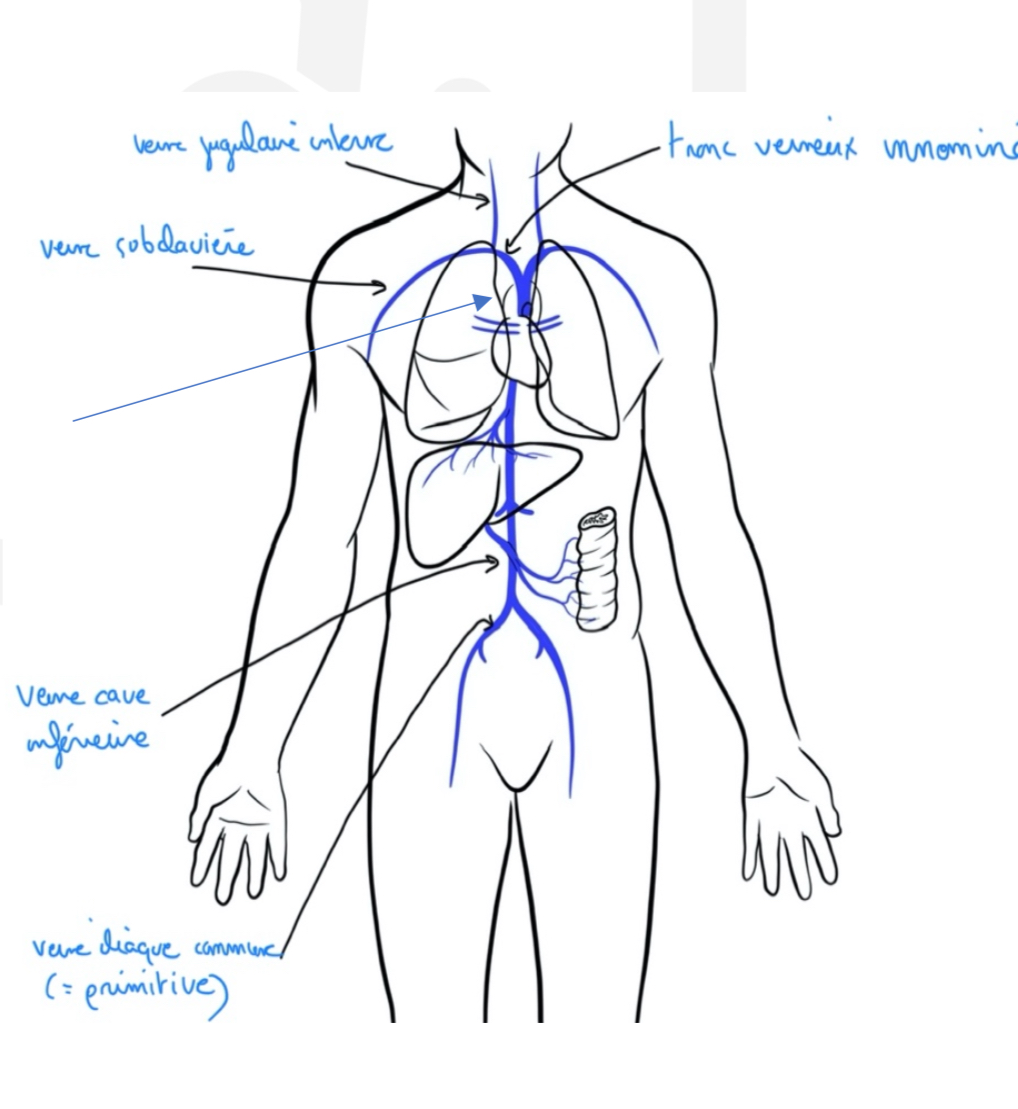 veine jugulaire interne
tronc veineux innominé
veine subclavière
Veine cave
inférieure
veine iliaque commune
(= primitive)